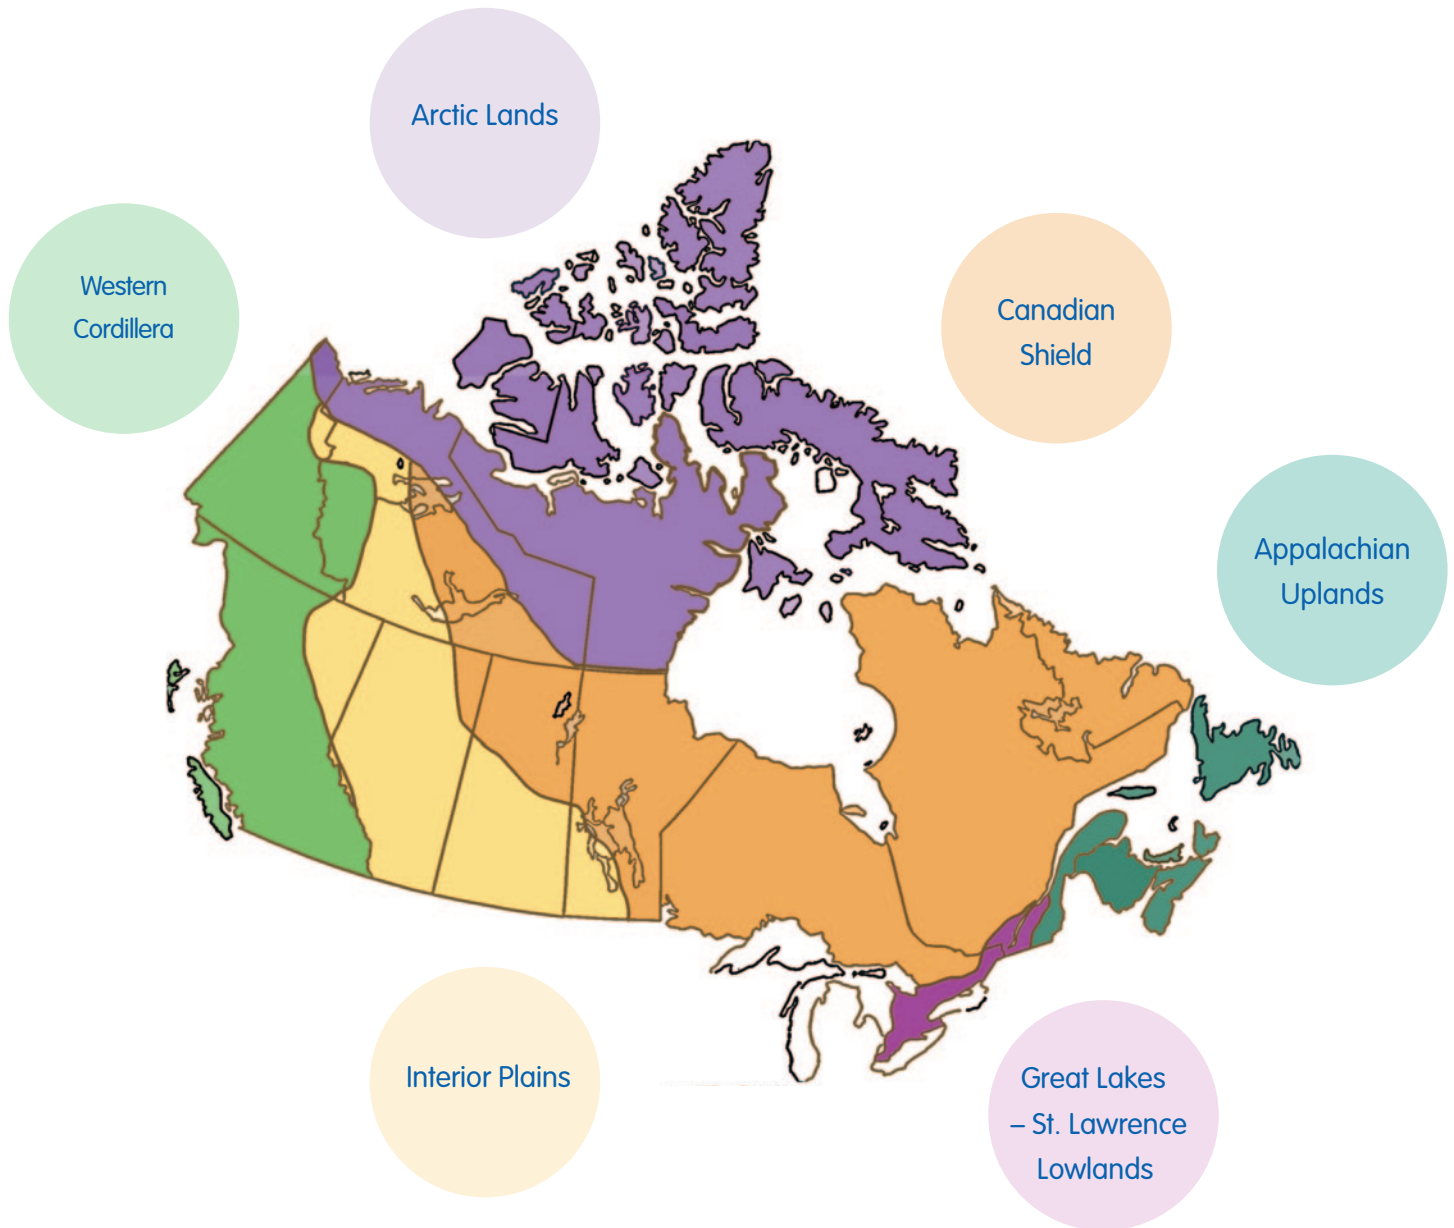 Arctic Lands
Western
Cordillera
Canadian
Shield
Appalachian
Uplands
Interior Plains
Great Lakes
– St. Lawrence
Lowlands